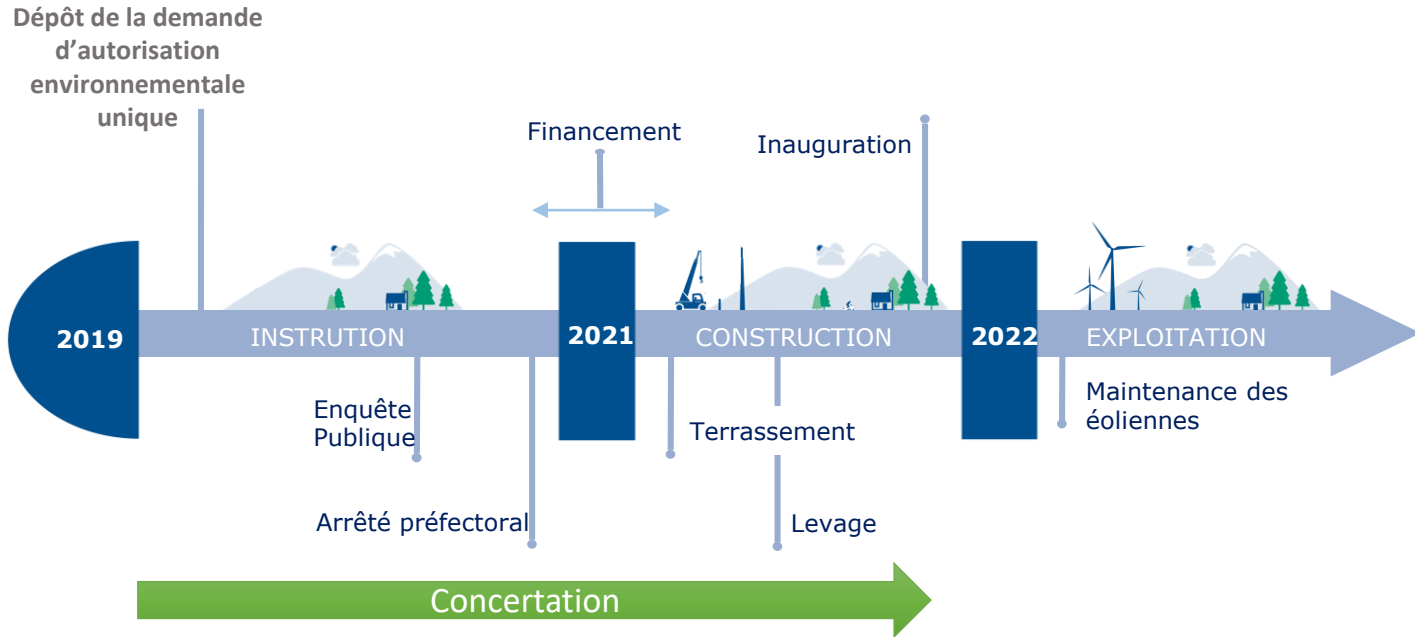 Dépôt de la demande
d’autorisation
environnementale
unique
Financement
Inauguration
2019
INSTRUTION
2021
CONSTRUCTION
2022
EXPLOITATION
Enquête
Publique
Arrêté préfectoral
Terrassement
Levage
Maintenance des
éoliennes
Concertation